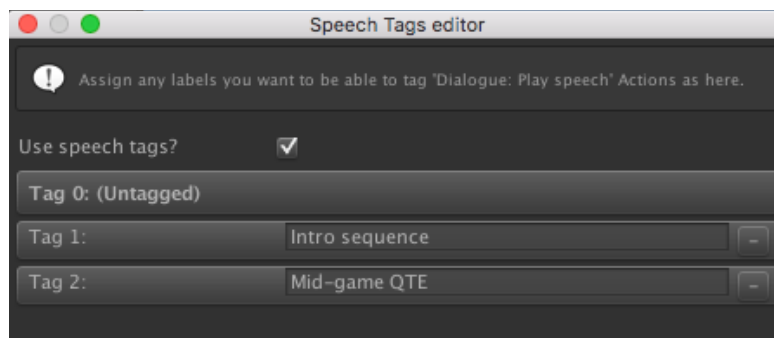 Speech Tags editor
Assign any labels you want to be able to tag 'Dialogue: Play speech' Actions as here.
Use speech tags?
Tag 0: (Untagged)
Tag 1: Intro sequence
Tag 2: Mid-game QTE